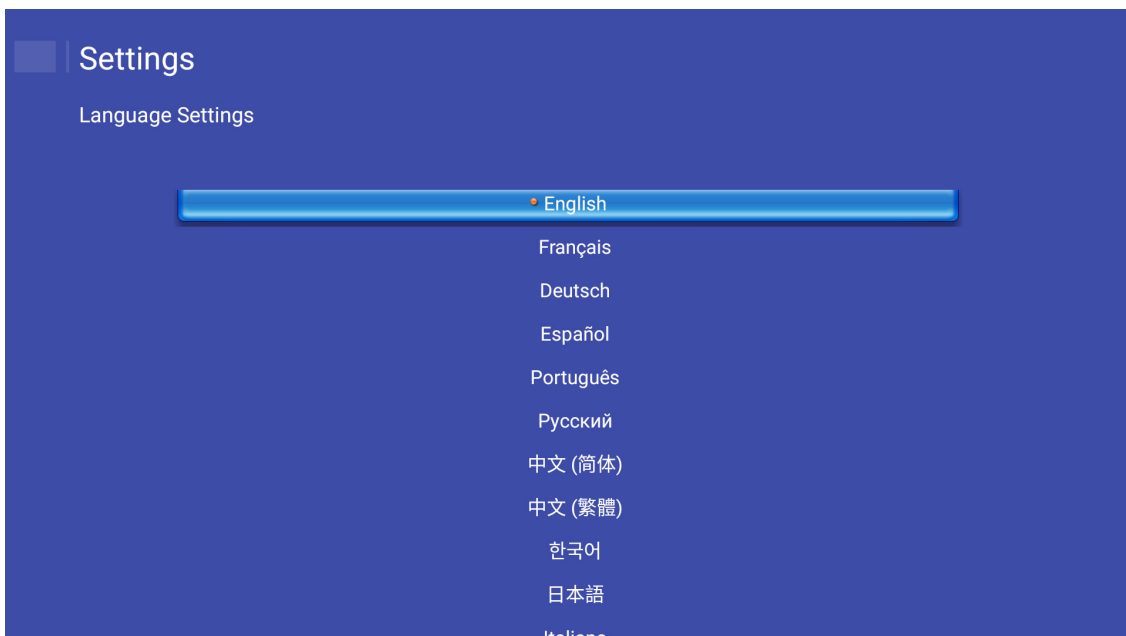 Settings
Language Settings
English
Français
Deutsch
Español
Português
Русский
中文 (简体)
中文 (繁體)
한국어
日本語